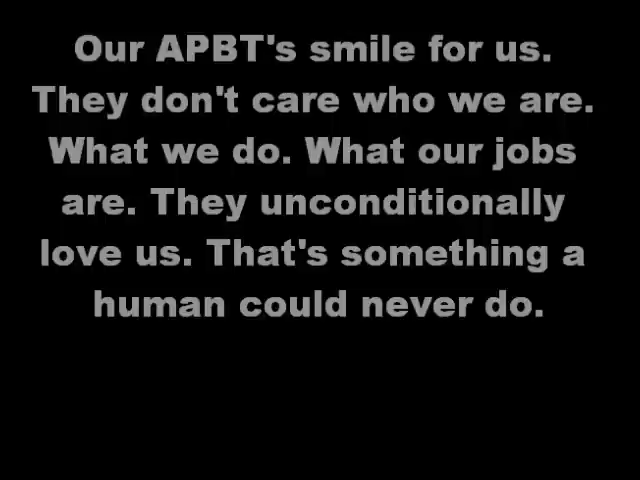 Our APBT's smile for us.
They don't care who we are.
What we do. What our jobs
are. They unconditionally
love us. That's something a
human could never do.